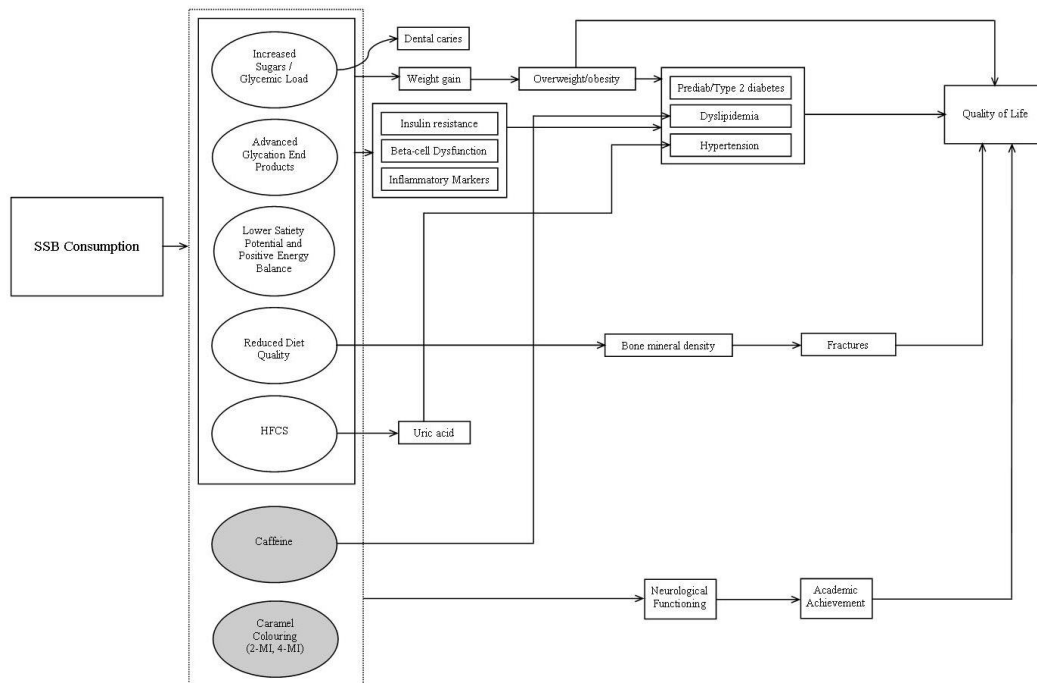 SSB Consumption
Increased
Sugars /
Glycemic Load
Advanced
Glycation End
Products
Lower Satiety
Potential and
Positive Energy
Balance
Reduced Diet
Quality
HFCS
Caffeine
Caramel
Colouring
(2-MI, 4-MI)
Dental caries
Weight gain
Overweight/obesity
Insulin resistance
Beta-cell Dysfunction
Inflammatory Markers
Prediab/Type 2 diabetes
Dyslipidemia
Hypertension
Quality of Life
Bone mineral density
Fractures
Uric acid
Neurological
Functioning
Academic
Achievement